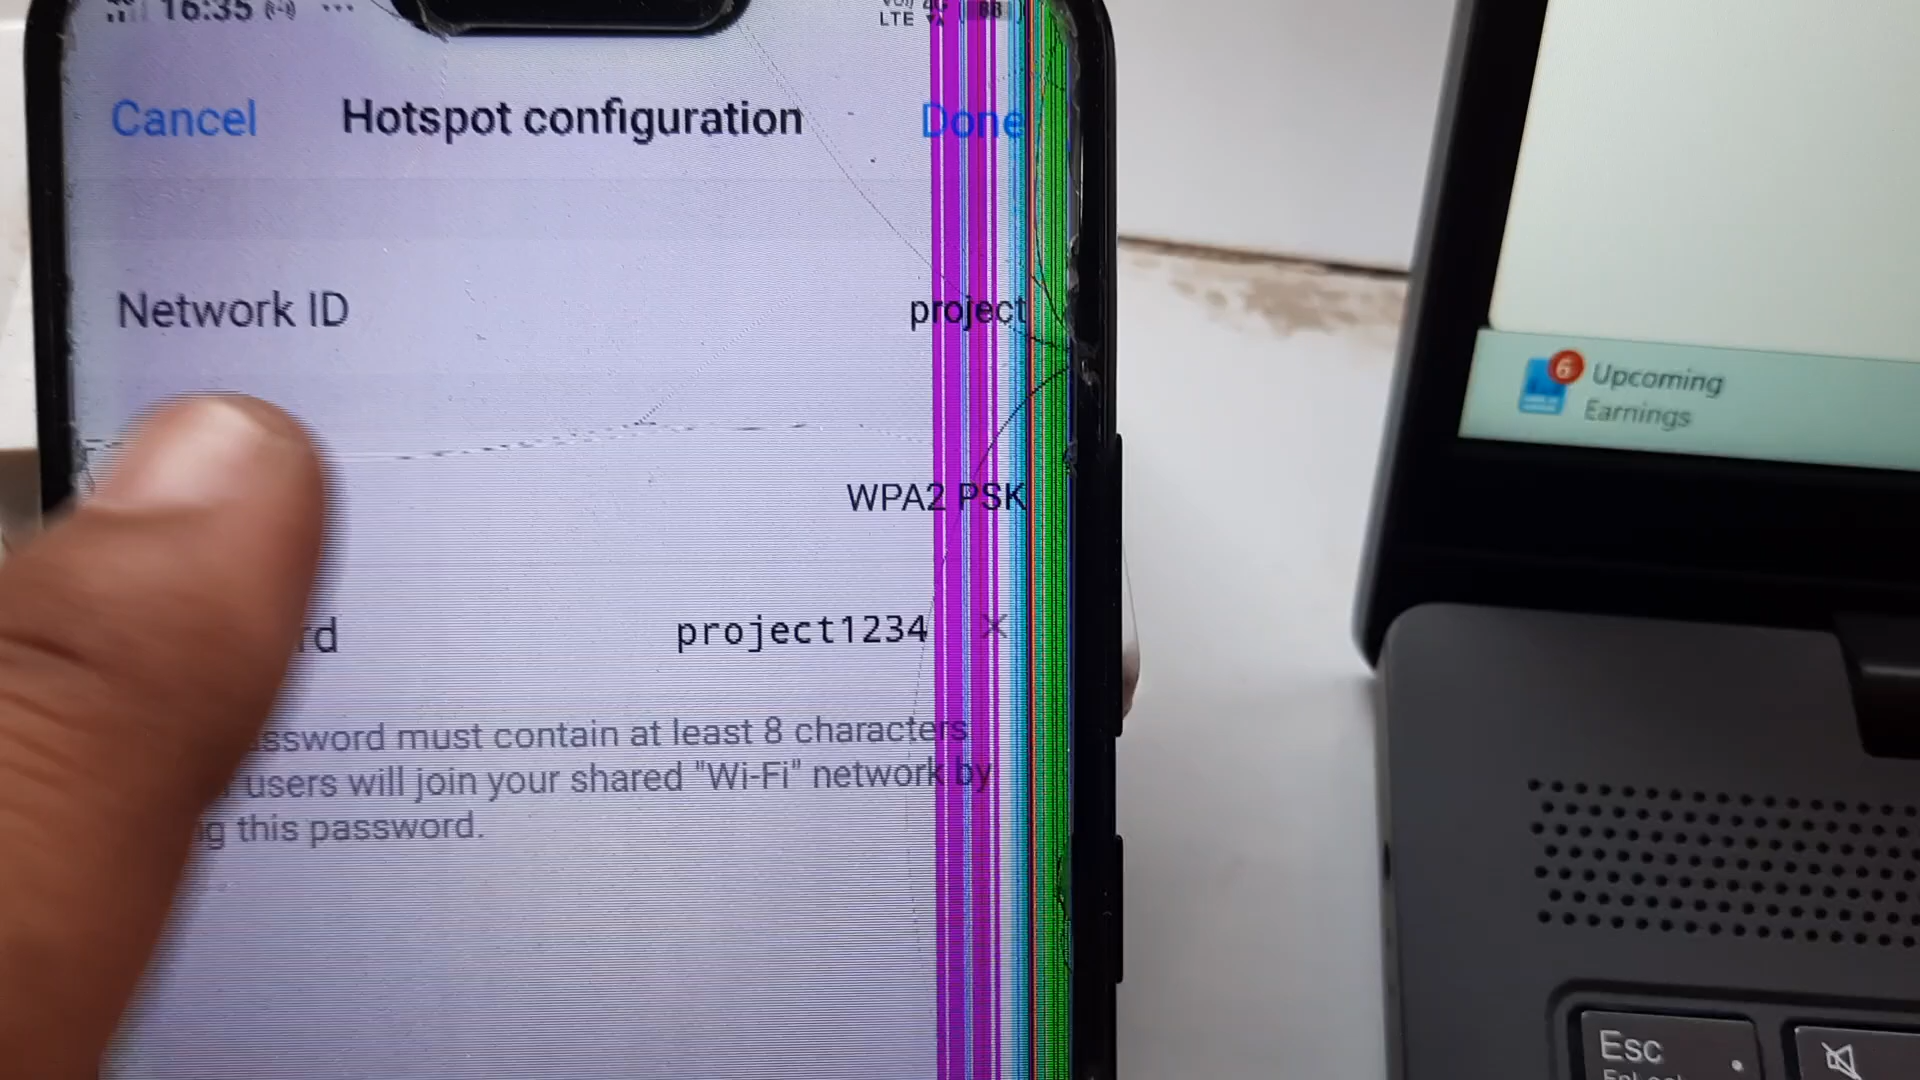 16:35
LTE
Cancel Hotspot configuration Done
Network ID project
WPA2 PSK
rd project1234
ssword must contain at least 8 characters
users will join your shared "Wi-Fi" network by
g this password.
6 Upcoming
Earnings
Esc